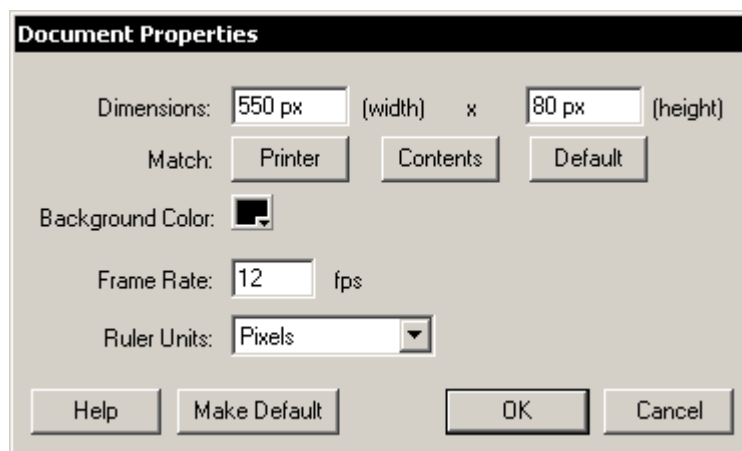 Document Properties
Dimensions: 550 px (width) x 80 px (height)
Match: Printer Contents Default
Background Color:
Frame Rate: 12 fps
Ruler Units: Pixels
Help Make Default OK Cancel